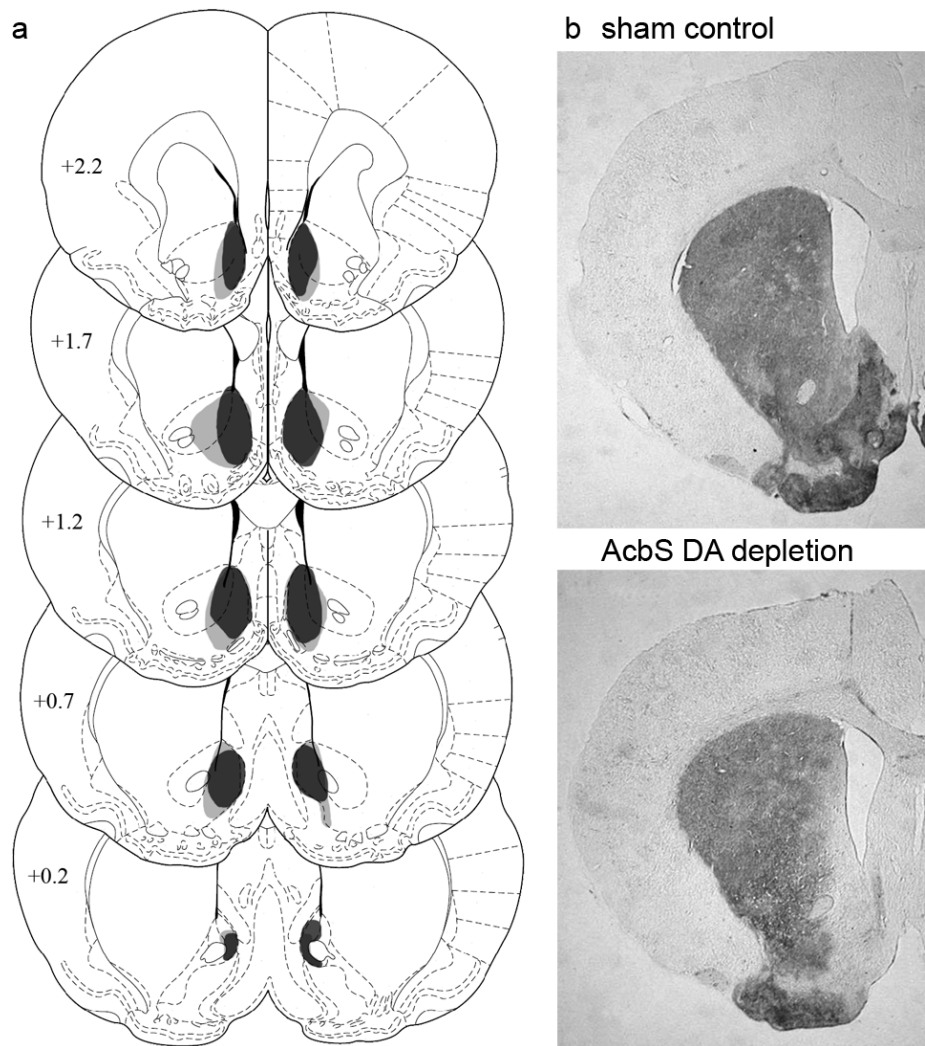 a
+2.2
+1.7
+1.2
+0.7
+0.2
b sham control
AcbS DA depletion